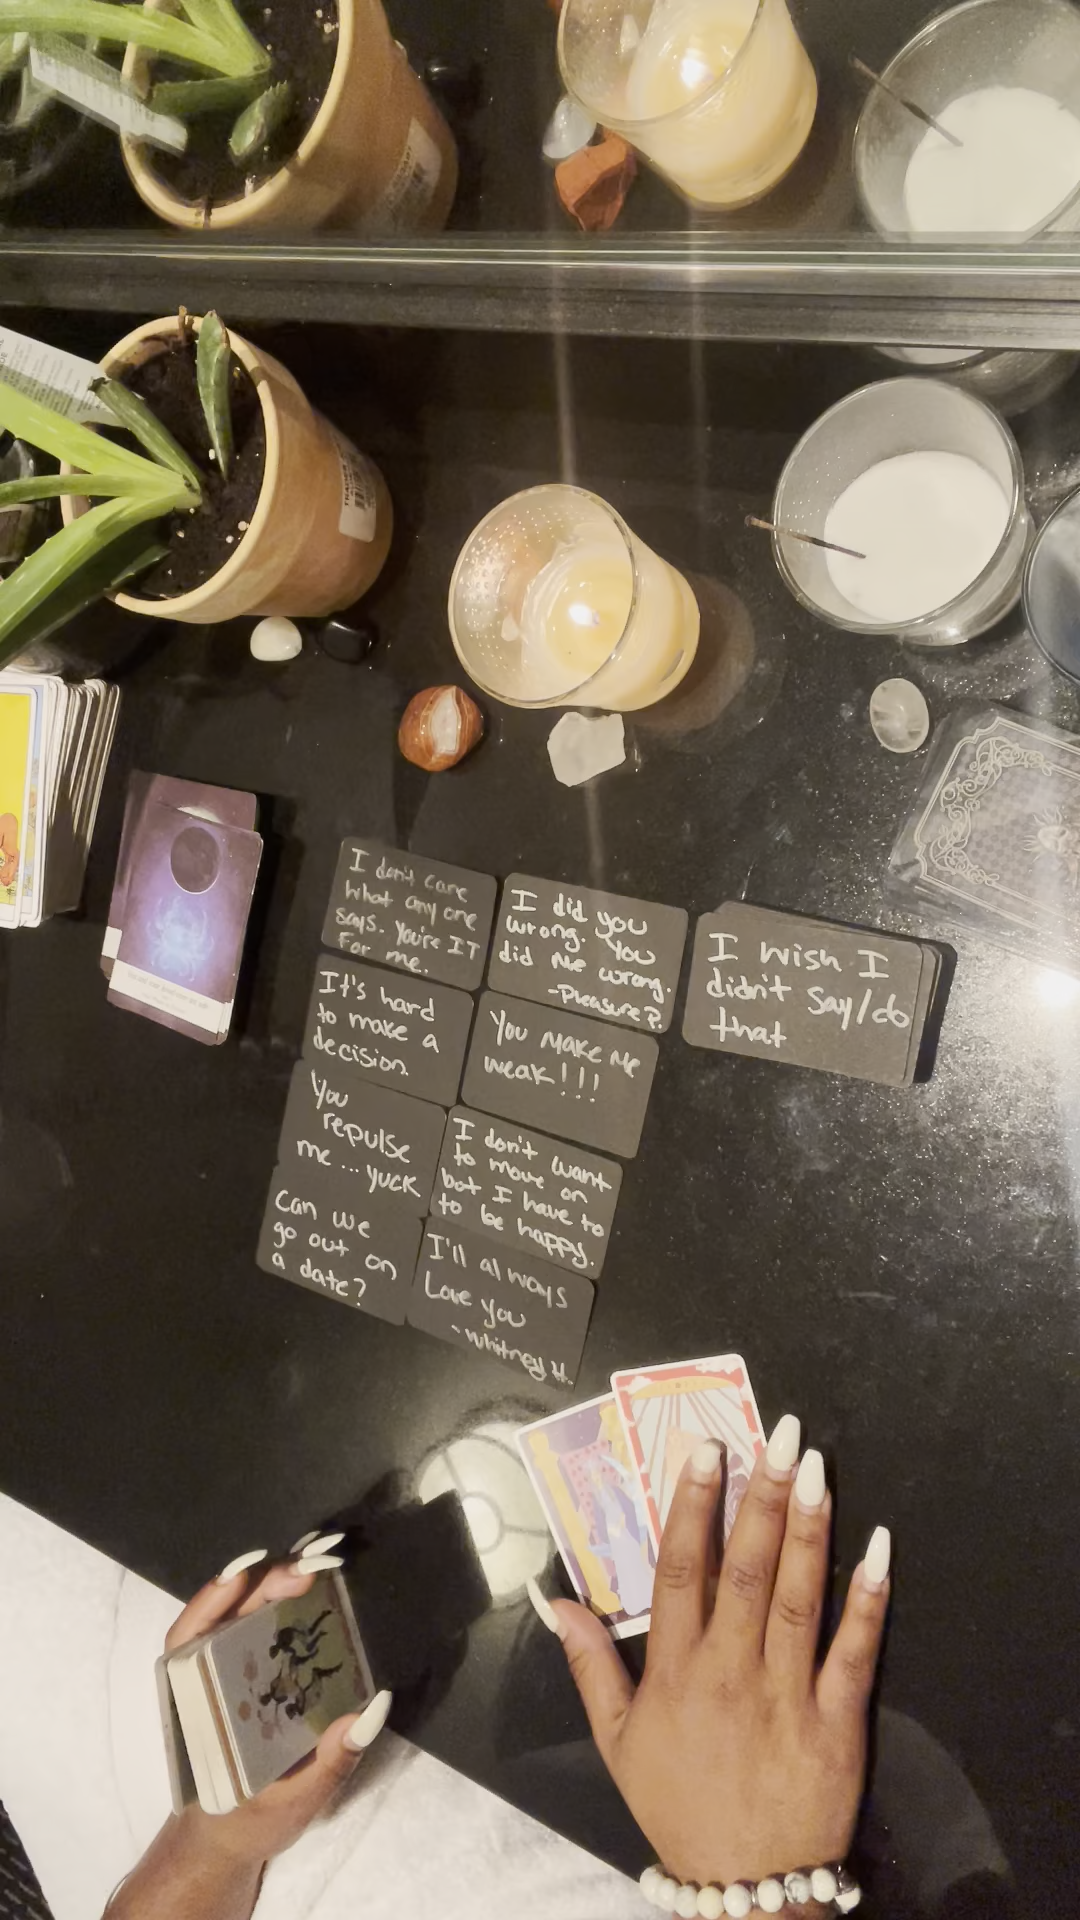 I don't care
what any one
says. You're IT
For me.
I did you
wrong. You
did me wrong.
-Pleasure P.
I wish I
didn't say/do
that
It's hard
to make a
decision.
You make me
weak!!!
You
repulse
me ... yuck
I don't want
to move on
but I have to
to be happy.
Can we
go out on
a date?
I'll always
Love you
-Whitney H.